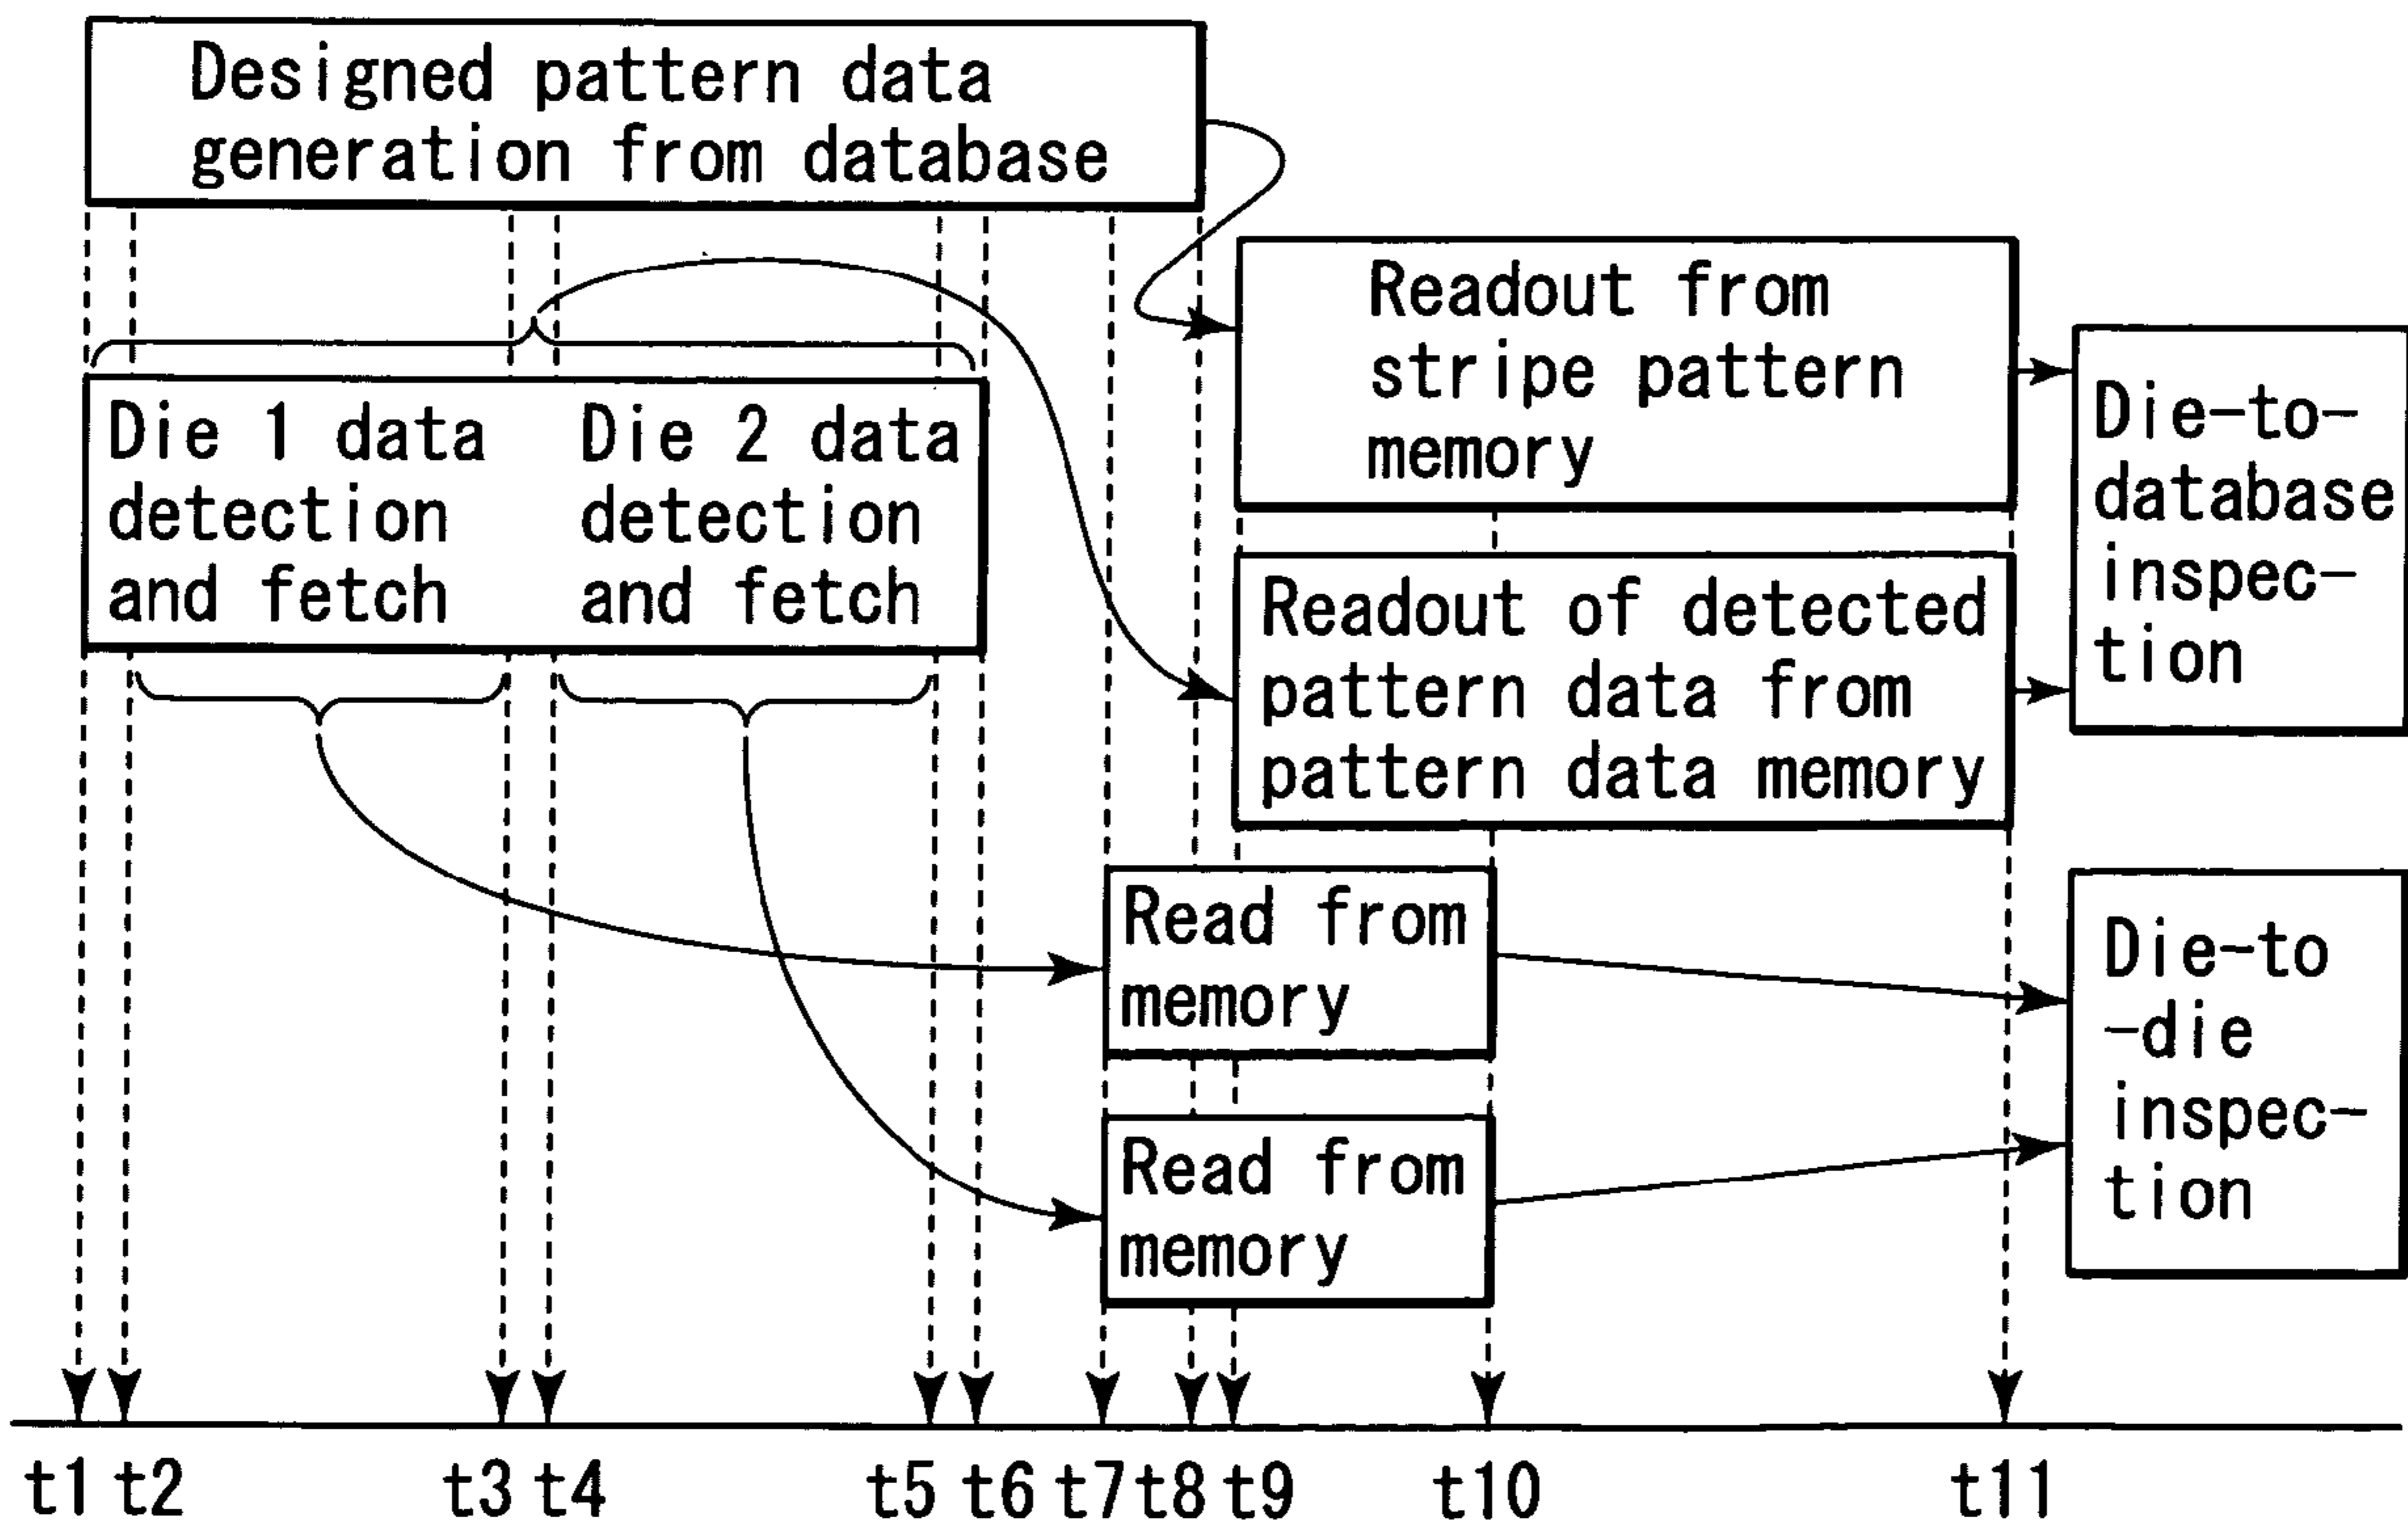 Designed pattern data
generation from database
Readout from
stripe pattern
memory
Die-to-
database
inspec-
tion
Die 1 data
detection
and fetch
Die 2 data
detection
and fetch
Readout of detected
pattern data from
pattern data memory
Read from
memory
Die-to
-die
inspec-
tion
Read from
memory
t1 t2 t3 t4 t5 t6 t7 t8 t9 t10 t11